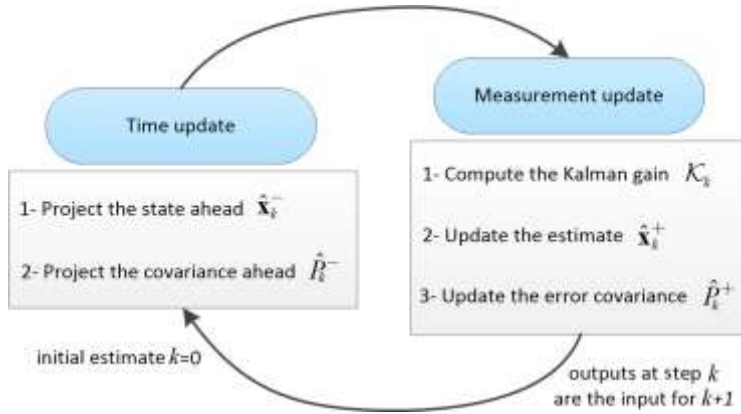 Time update
1- Project the state ahead x̂ₖ⁻
2- Project the covariance ahead P̂ₖ⁻
initial estimate k=0
Measurement update
1- Compute the Kalman gain 𝒦ₖ
2- Update the estimate x̂ₖ⁺
3- Update the error covariance P̂ₖ⁺
outputs at step k
are the input for k+1